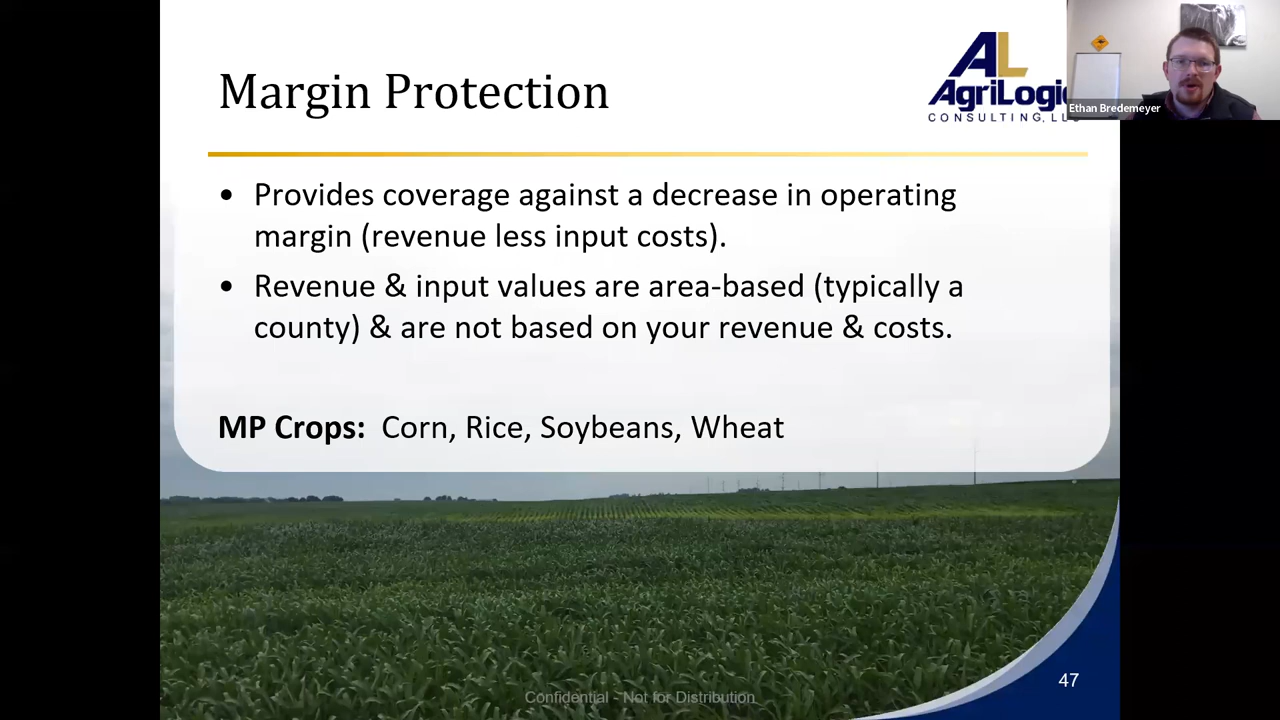 Margin Protection
AL
AgriLogic
CONSULTING, LLC
Ethan Bredemeyer
• Provides coverage against a decrease in operating
margin (revenue less input costs).
• Revenue & input values are area-based (typically a
county) & are not based on your revenue & costs.
MP Crops: Corn, Rice, Soybeans, Wheat
47
Confidential - Not for Distribution